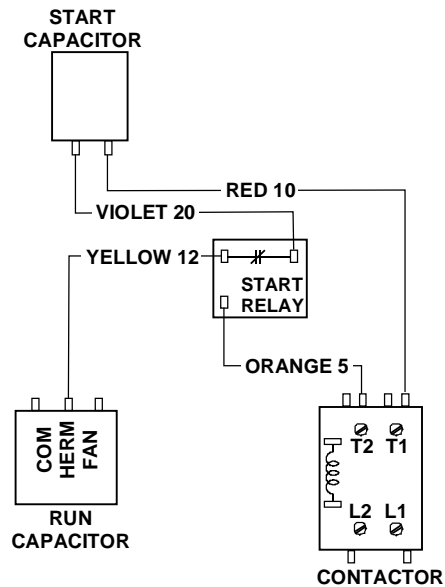 START
CAPACITOR
RED 10
VIOLET 20
YELLOW 12
START
RELAY
ORANGE 5
COM
HERM
FAN
T2 T1
L2 L1
RUN
CAPACITOR
CONTACTOR